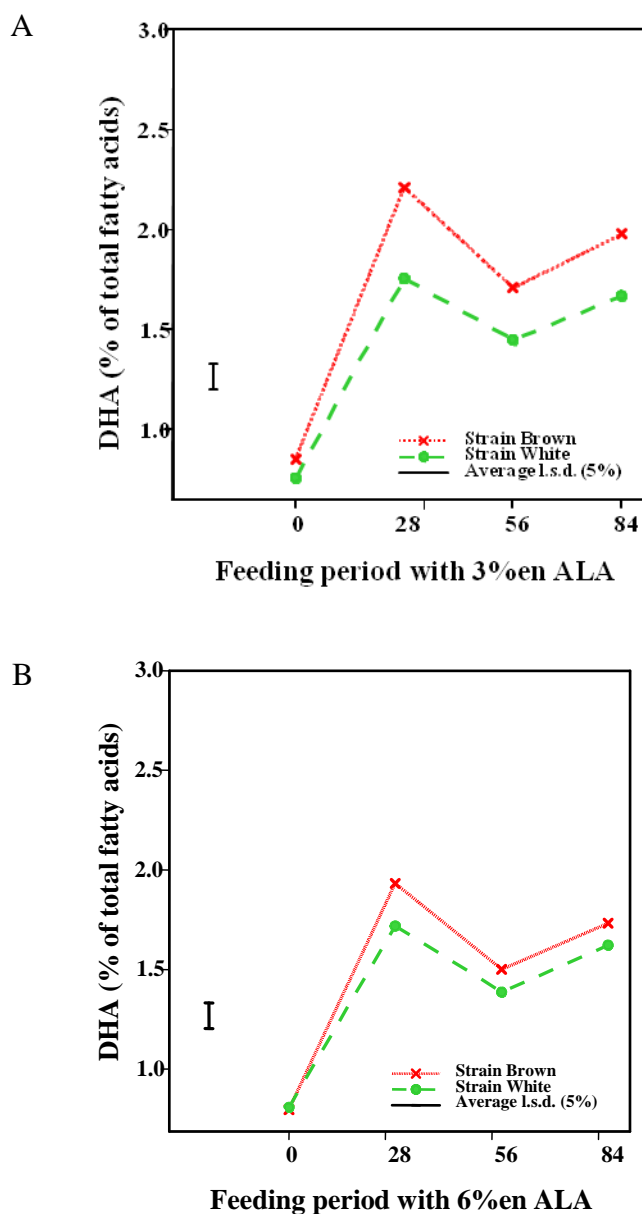 A
3.0
2.5
2.0
1.5
1.0
DHA (% of total fatty acids)
Strain Brown
Strain White
Average l.s.d. (5%)
0 28 56 84
Feeding period with 3%en ALA
B
3.0
2.5
2.0
1.5
1.0
DHA (% of total fatty acids)
Strain Brown
Strain White
Average l.s.d. (5%)
0 28 56 84
Feeding period with 6%en ALA